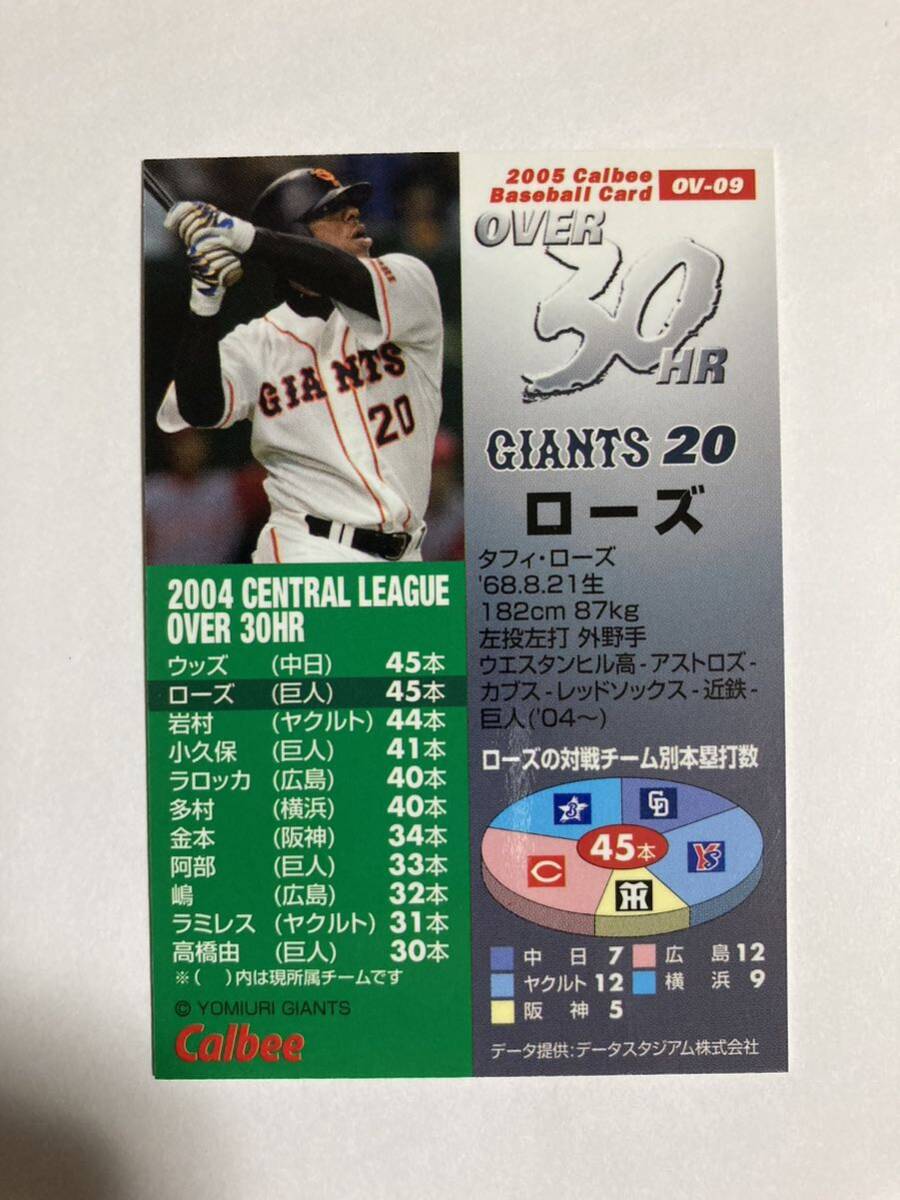 GIANTS
20
2004 CENTRAL LEAGUE
OVER 30HR
ウッズ (中日) 45本
ローズ (巨人) 45本
岩村 (ヤクルト) 44本
小久保 (巨人) 41本
ラロッカ (広島) 40本
多村 (横浜) 40本
金本 (阪神) 34本
阿部 (巨人) 33本
嶋 (広島) 32本
ラミレス (ヤクルト) 31本
高橋由 (巨人) 30本
※( )内は現所属チームです
© YOMIURI GIANTS
Calbee
2005 Calbee
Baseball Card
OV-09
OVER
30
HR
GIANTS 20
ローズ
タフィ・ローズ
'68.8.21生
182cm 87kg
左投左打 外野手
ウエスタンヒル高-アストロズ-
カブス-レッドソックス-近鉄-
巨人('04~)
ローズの対戦チーム別本塁打数
45本
中日 7 広島 12
ヤクルト 12 横浜 9
阪神 5
データ提供:データスタジアム株式会社